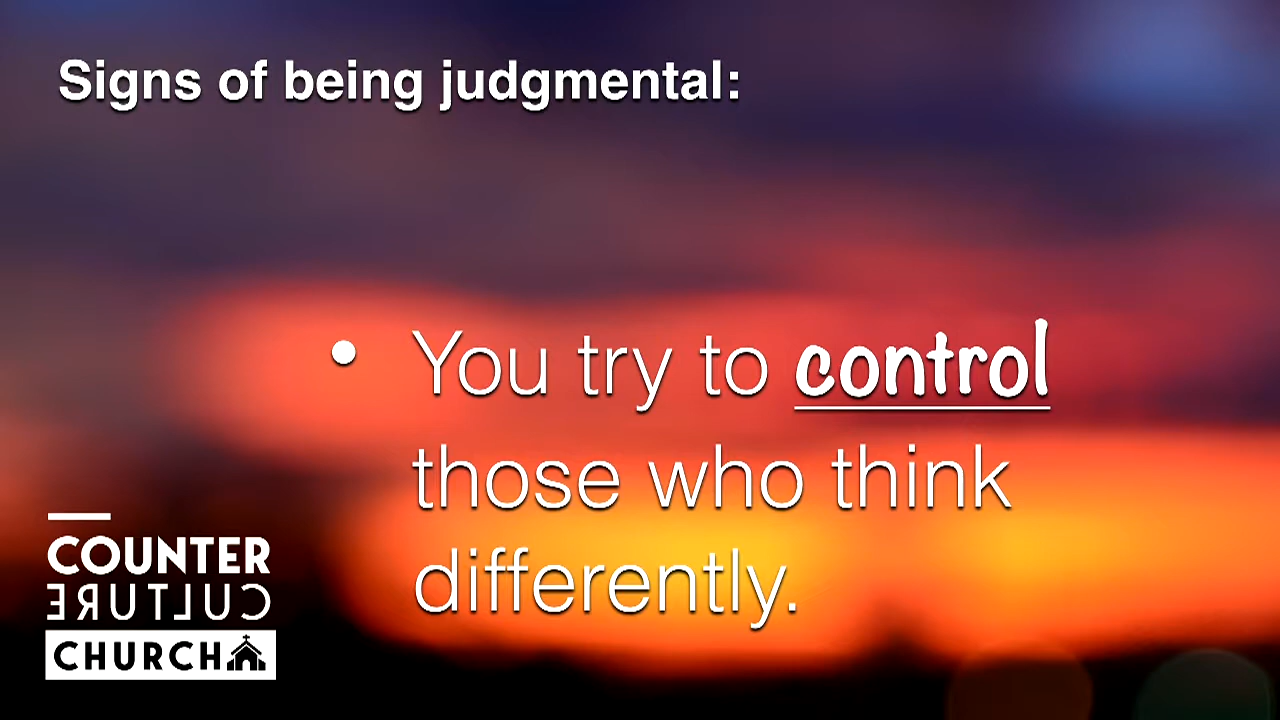 Signs of being judgmental:
• You try to control
those who think
differently.
COUNTER
CULTURE
CHURCH